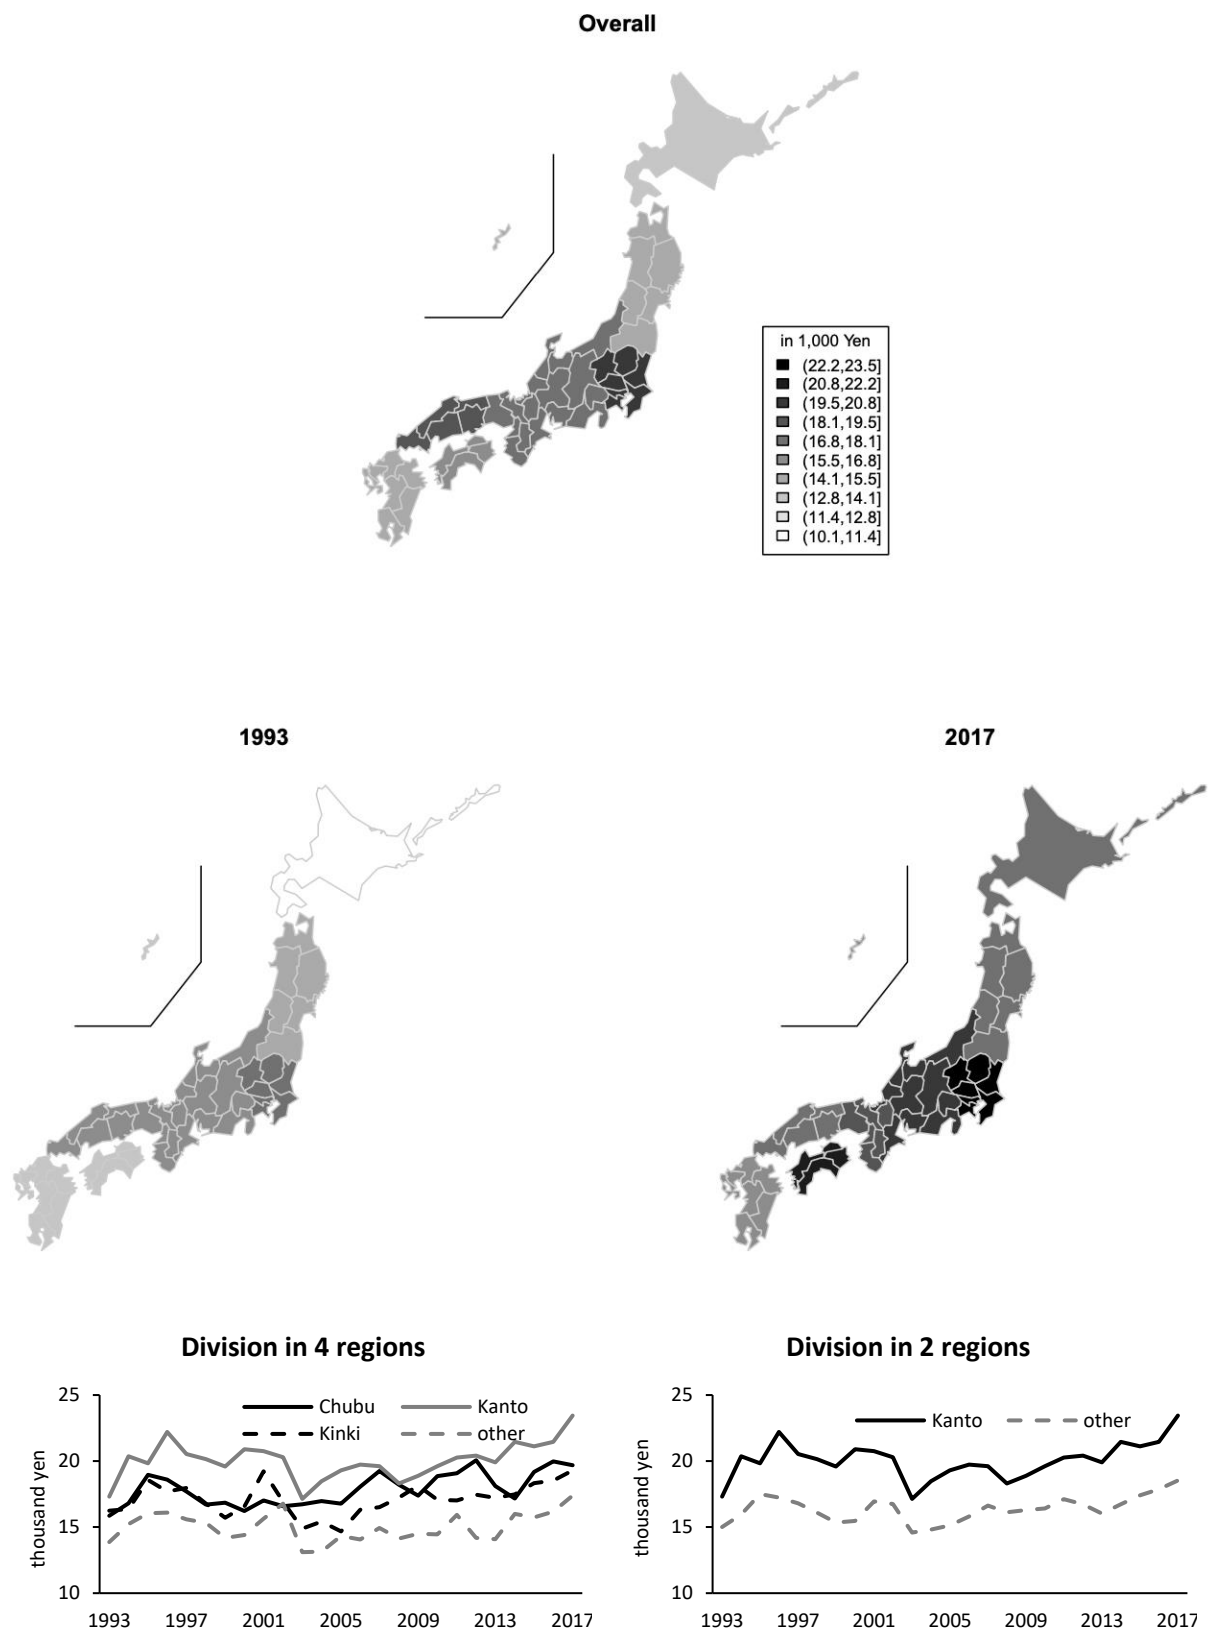 Overall
in 1,000 Yen
(22.2,23.5]
(20.8,22.2]
(19.5,20.8]
(18.1,19.5]
(16.8,18.1]
(15.5,16.8]
(14.1,15.5]
(12.8,14.1]
(11.4,12.8]
(10.1,11.4]
1993
2017
Division in 4 regions
25
20
15
10
thousand yen
Chubu
Kanto
Kinki
other
1993
1997
2001
2005
2009
2013
2017
Division in 2 regions
25
20
15
10
thousand yen
Kanto
other
1993
1997
2001
2005
2009
2013
2017